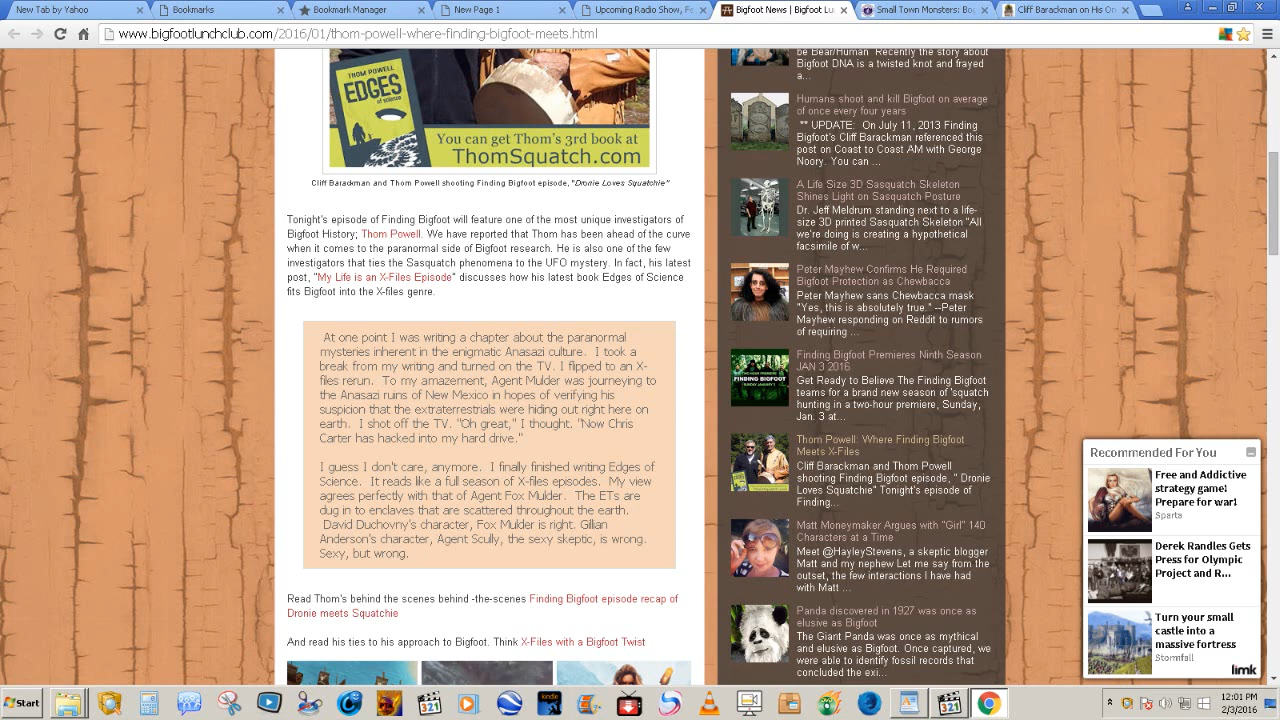 New Tab by Yahoo
Bookmarks
Bookmark Manager
New Page 1
Upcoming Radio Show, F
Bigfoot News | Bigfoot Lu
Small Town Monsters: Bo
Cliff Barackman on His On
www.bigfootlunchclub.com/2016/01/thom-powell-where-finding-bigfoot-meets.html
THOM POWELL
EDGES
of science
You can get Thom's 3rd book at
ThomSquatch.com
Cliff Barackman and Thom Powell shooting Finding Bigfoot episode, "Dronie Loves Squatchie"
Tonight's episode of Finding Bigfoot will feature one of the most unique investigators of
Bigfoot History; Thom Powell. We have reported that Thom has been ahead of the curve
when it comes to the paranormal side of Bigfoot research. He is also one of the few
investigators that ties the Sasquatch phenomena to the UFO mystery. In fact, his latest
post, "My Life is an X-Files Episode" discusses how his latest book Edges of Science
fits Bigfoot into the X-files genre.
At one point I was writing a chapter about the paranormal
mysteries inherent in the enigmatic Anasazi culture. I took a
break from my writing and turned on the TV. I flipped to an X-
files rerun. To my amazement, agent Mulder was journeying to
the Anasazi ruins of New Mexico in hopes of verifying his
suspicion that the extraterrestrials were hiding out right here on
earth. I shot off the TV. "Oh great," I thought. "Now Chris
Carter has hacked into my hard drive."
I guess I don't care, anymore. I finally finished writing Edges of
Science. It reads like a full season of X-files episodes. My view
agrees perfectly with that of Agent Fox Mulder. The ETs are
dug in to enclaves that are scattered throughout the earth.
David Duchovny's character, Fox Mulder is right. Gillian
Anderson's character, Agent Scully, the sexy skeptic, is wrong.
Sexy, but wrong.
Read Thom's behind the scenes behind -the-scenes Finding Bigfoot episode recap of
Dronie meets Squatchie
And read his ties to his approach to Bigfoot. Think X-Files with a Bigfoot Twist
be Bear/Human Recently the story about
Bigfoot DNA is a twisted knot and frayed
a...
Humans shoot and kill Bigfoot on average
of once every four years
** UPDATE: On July 11, 2013 Finding
Bigfoot's Cliff Barackman referenced this
post on Coast to Coast AM with George
Noory. You can ...
A Life Size 3D Sasquatch Skeleton
Shines Light on Sasquatch Posture
Dr. Jeff Meldrum standing next to a life-
size 3D printed Sasquatch Skeleton "All
we're doing is creating a hypothetical
facsimile of w...
Peter Mayhew Confirms He Required
Bigfoot Protection as Chewbacca
Peter Mayhew sans Chewbacca mask
"Yes, this is absolutely true." --Peter
Mayhew responding on Reddit to rumors
of requiring ...
Finding Bigfoot Premieres Ninth Season
JAN 3 2016
FINDING BIGFOOT
Get Ready to Believe The Finding Bigfoot
teams for a brand new season of 'squatch
hunting in a two-hour premiere, Sunday,
Jan. 3 at...
Thom Powell: Where Finding Bigfoot
Meets X-Files
Cliff Barackman and Thom Powell
shooting Finding Bigfoot episode, " Dronie
Loves Squatchie" Tonight's episode of
Finding...
Matt Moneymaker Argues with "Girl" 140
Characters at a Time
Meet @HayleyStevens, a skeptic blogger
Matt and my nephew Let me say from the
outset, the few interactions I have had
with Matt ...
Panda discovered in 1927 was once as
elusive as Bigfoot
The Giant Panda was once as mythical
and elusive as Bigfoot. Once captured, we
were able to identify fossil records that
concluded the exi...
Recommended For You
Free and Addictive
strategy game!
Prepare for war!
Sparta
Derek Randles Gets
Press for Olympic
Project and R...
Turn your small
castle into a
massive fortress
Stormfall
limk
Start
321
kindle
321
12:01 PM
2/3/2016